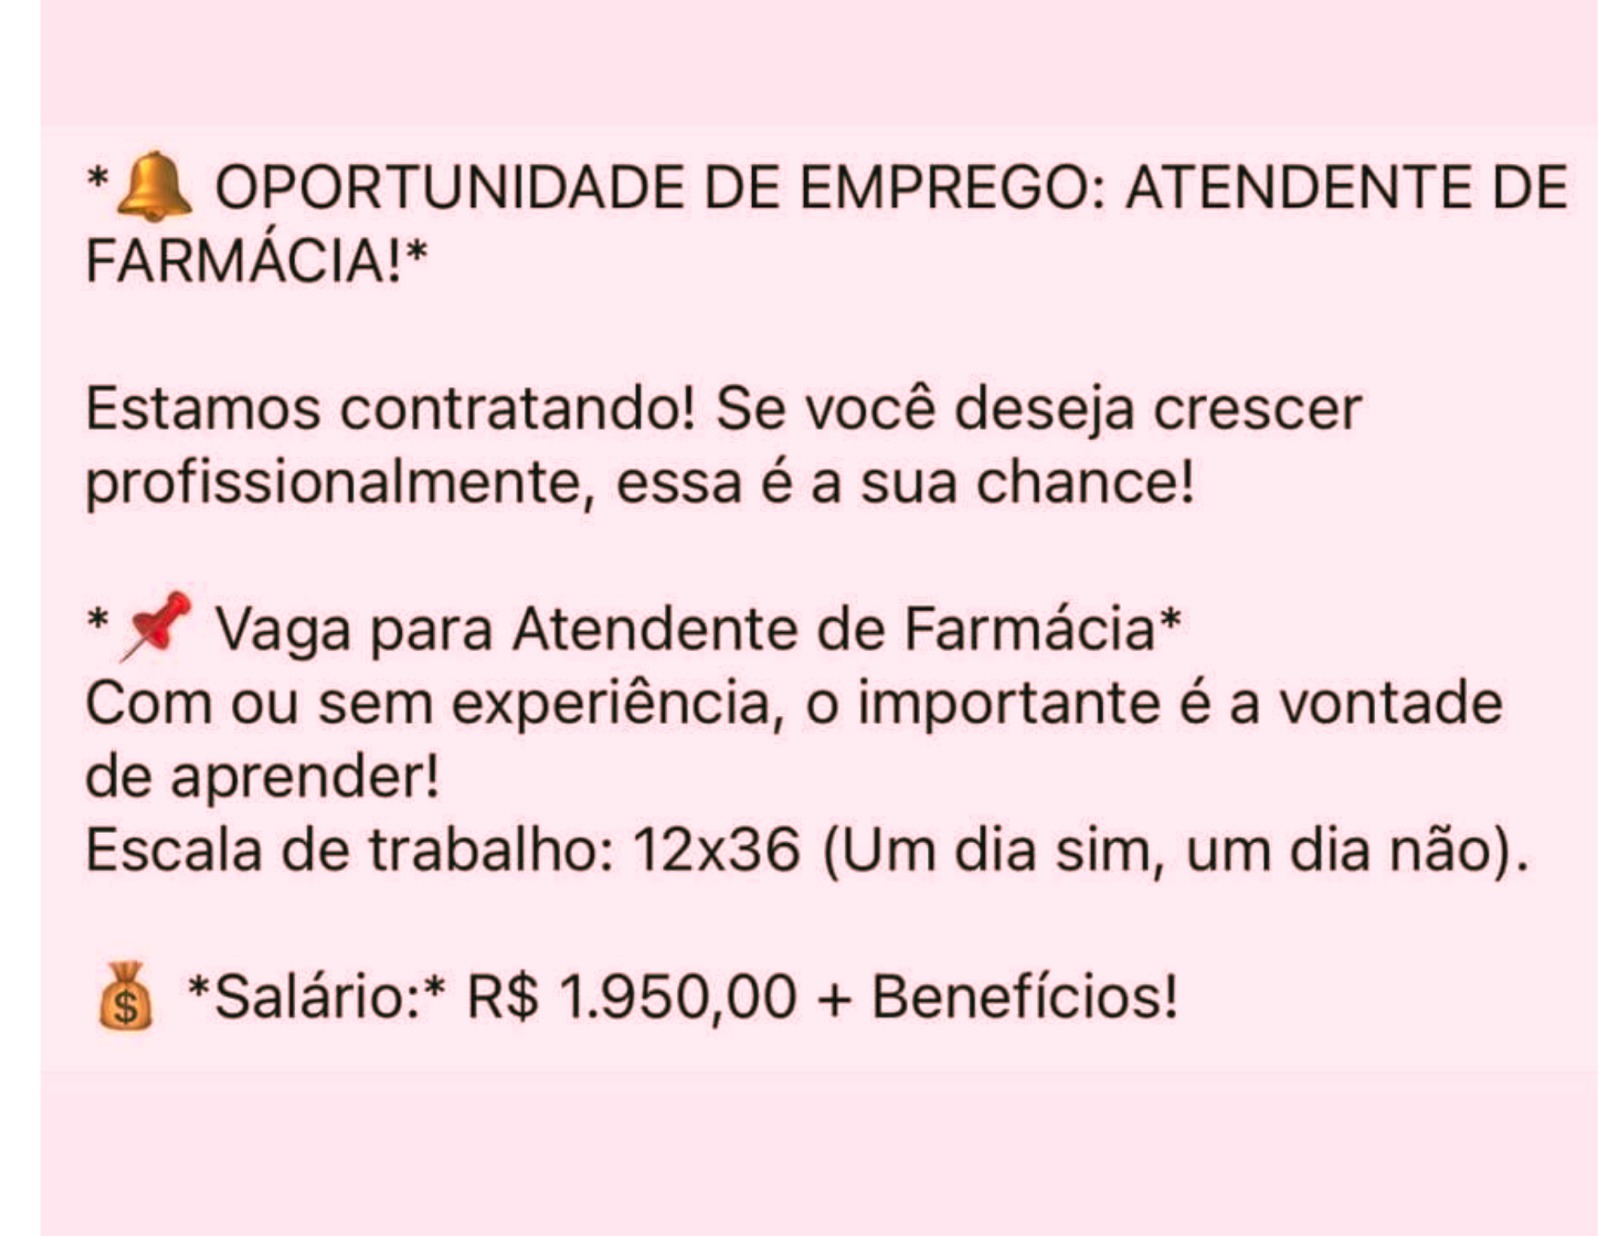 *🔔 OPORTUNIDADE DE EMPREGO: ATENDENTE DE
FARMÁCIA!*
Estamos contratando! Se você deseja crescer
profissionalmente, essa é a sua chance!
*📌 Vaga para Atendente de Farmácia*
Com ou sem experiência, o importante é a vontade
de aprender!
Escala de trabalho: 12x36 (Um dia sim, um dia não).
💰 *Salário:* R$ 1.950,00 + Benefícios!